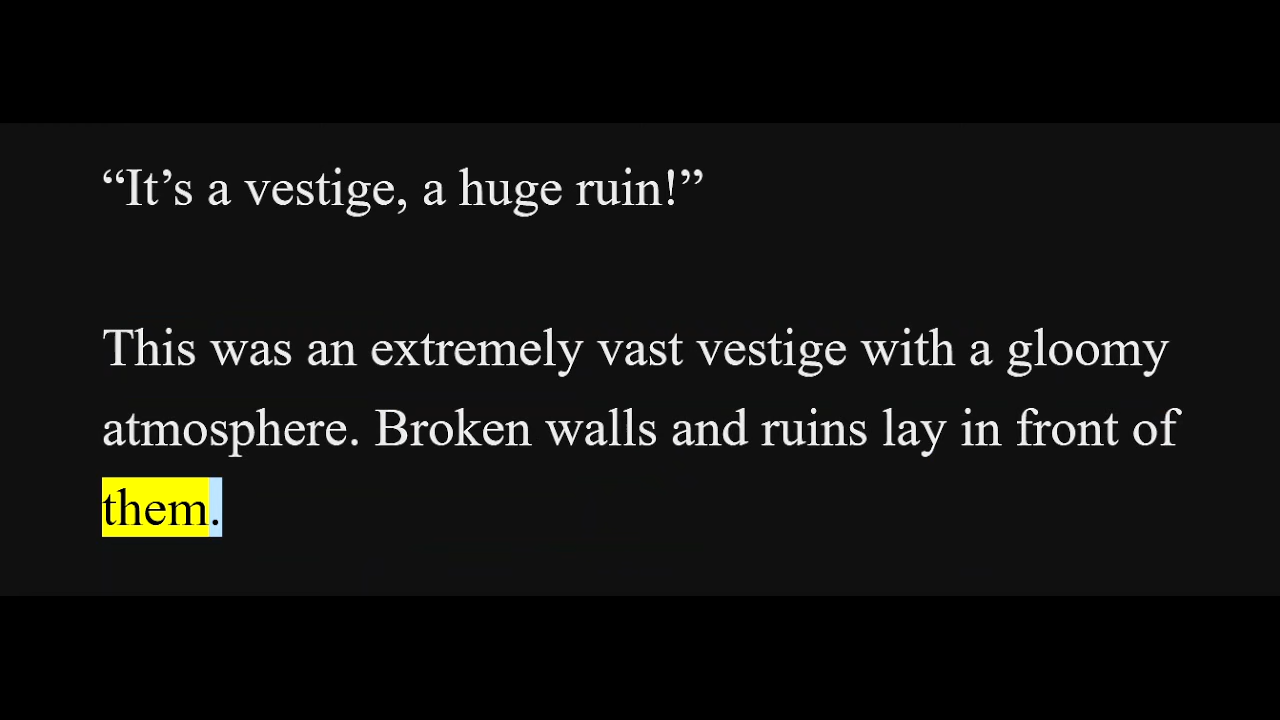 “It’s a vestige, a huge ruin!”
This was an extremely vast vestige with a gloomy
atmosphere. Broken walls and ruins lay in front of
them.